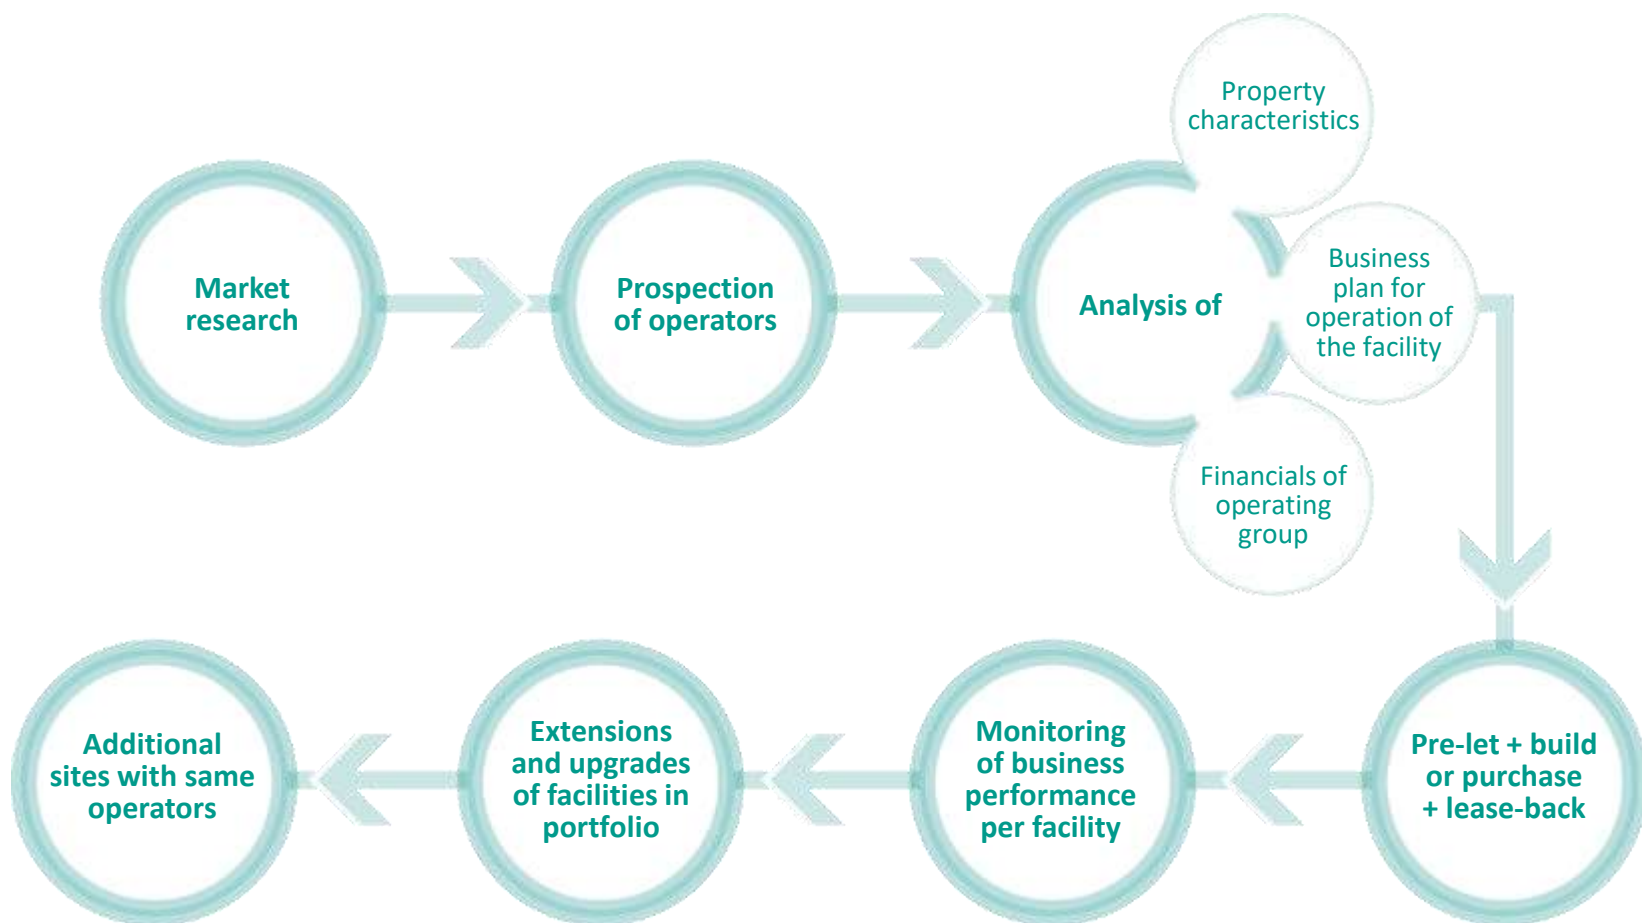 Market
research
Prospection
of operators
Analysis of
Property
characteristics
Business
plan for
operation of
the facility
Financials of
operating
group
Pre-let + build
or purchase
+ lease-back
Monitoring
of business
performance
per facility
Extensions
and upgrades
of facilities in
portfolio
Additional
sites with same
operators